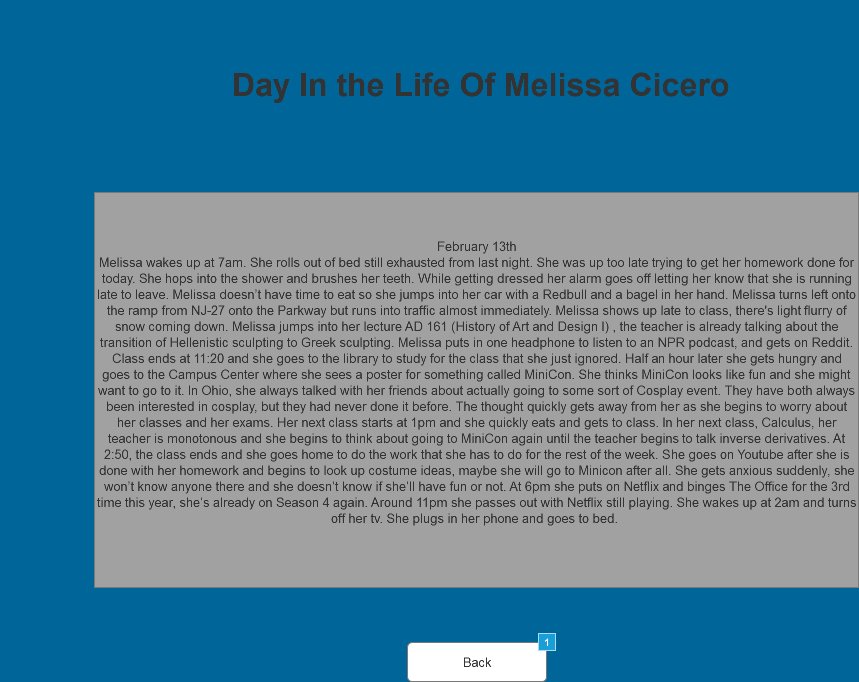 Day In the Life Of Melissa Cicero
February 13th
Melissa wakes up at 7am. She rolls out of bed still exhausted from last night. She was up too late trying to get her homework done for
today. She hops into the shower and brushes her teeth. While getting dressed her alarm goes off letting her know that she is running
late to leave. Melissa doesn’t have time to eat so she jumps into her car with a Redbull and a bagel in her hand. Melissa turns left onto
the ramp from NJ-27 onto the Parkway but runs into traffic almost immediately. Melissa shows up late to class, there's light flurry of
snow coming down. Melissa jumps into her lecture AD 161 (History of Art and Design I) , the teacher is already talking about the
transition of Hellenistic sculpting to Greek sculpting. Melissa puts in one headphone to listen to an NPR podcast, and gets on Reddit.
Class ends at 11:20 and she goes to the library to study for the class that she just ignored. Half an hour later she gets hungry and
goes to the Campus Center where she sees a poster for something called MiniCon. She thinks MiniCon looks like fun and she might
want to go to it. In Ohio, she always talked with her friends about actually going to some sort of Cosplay event. They have both always
been interested in cosplay, but they had never done it before. The thought quickly gets away from her as she begins to worry about
her classes and her exams. Her next class starts at 1pm and she quickly eats and gets to class. In her next class, Calculus, her
teacher is monotonous and she begins to think about going to MiniCon again until the teacher begins to talk inverse derivatives. At
2:50, the class ends and she goes home to do the work that she has to do for the rest of the week. She goes on Youtube after she is
done with her homework and begins to look up costume ideas, maybe she will go to Minicon after all. She gets anxious suddenly, she
won’t know anyone there and she doesn’t know if she’ll have fun or not. At 6pm she puts on Netflix and binges The Office for the 3rd
time this year, she’s already on Season 4 again. Around 11pm she passes out with Netflix still playing. She wakes up at 2am and turns
off her tv. She plugs in her phone and goes to bed.
1
Back